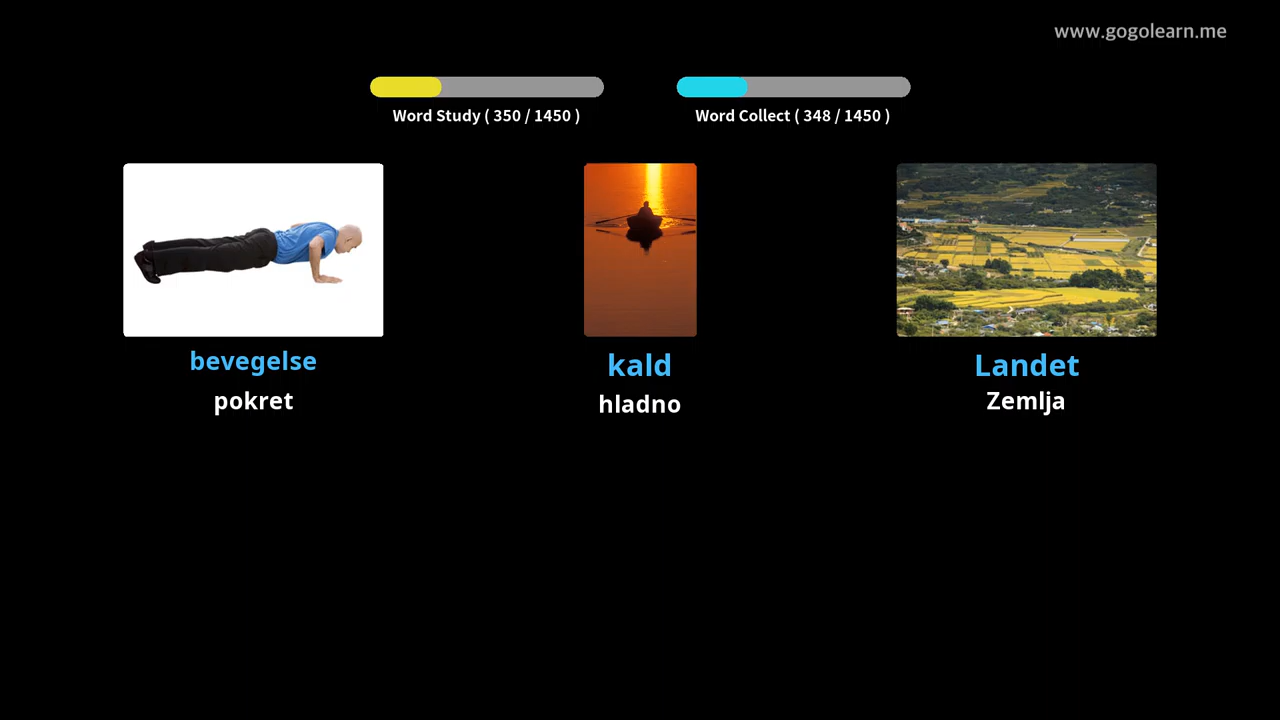 www.gogolearn.me
Word Study ( 350 / 1450 )
Word Collect ( 348 / 1450 )
bevegelse
kald
Landet
pokret
hladno
Zemlja